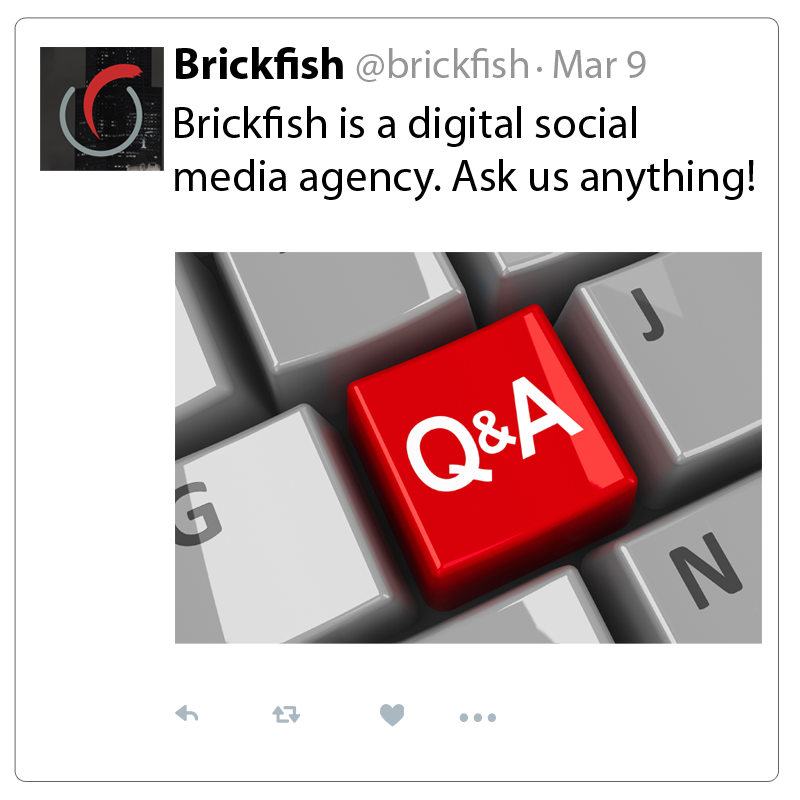 Brickfish @brickfish · Mar 9
Brickfish is a digital social
media agency. Ask us anything!
J
Q&A
G
N